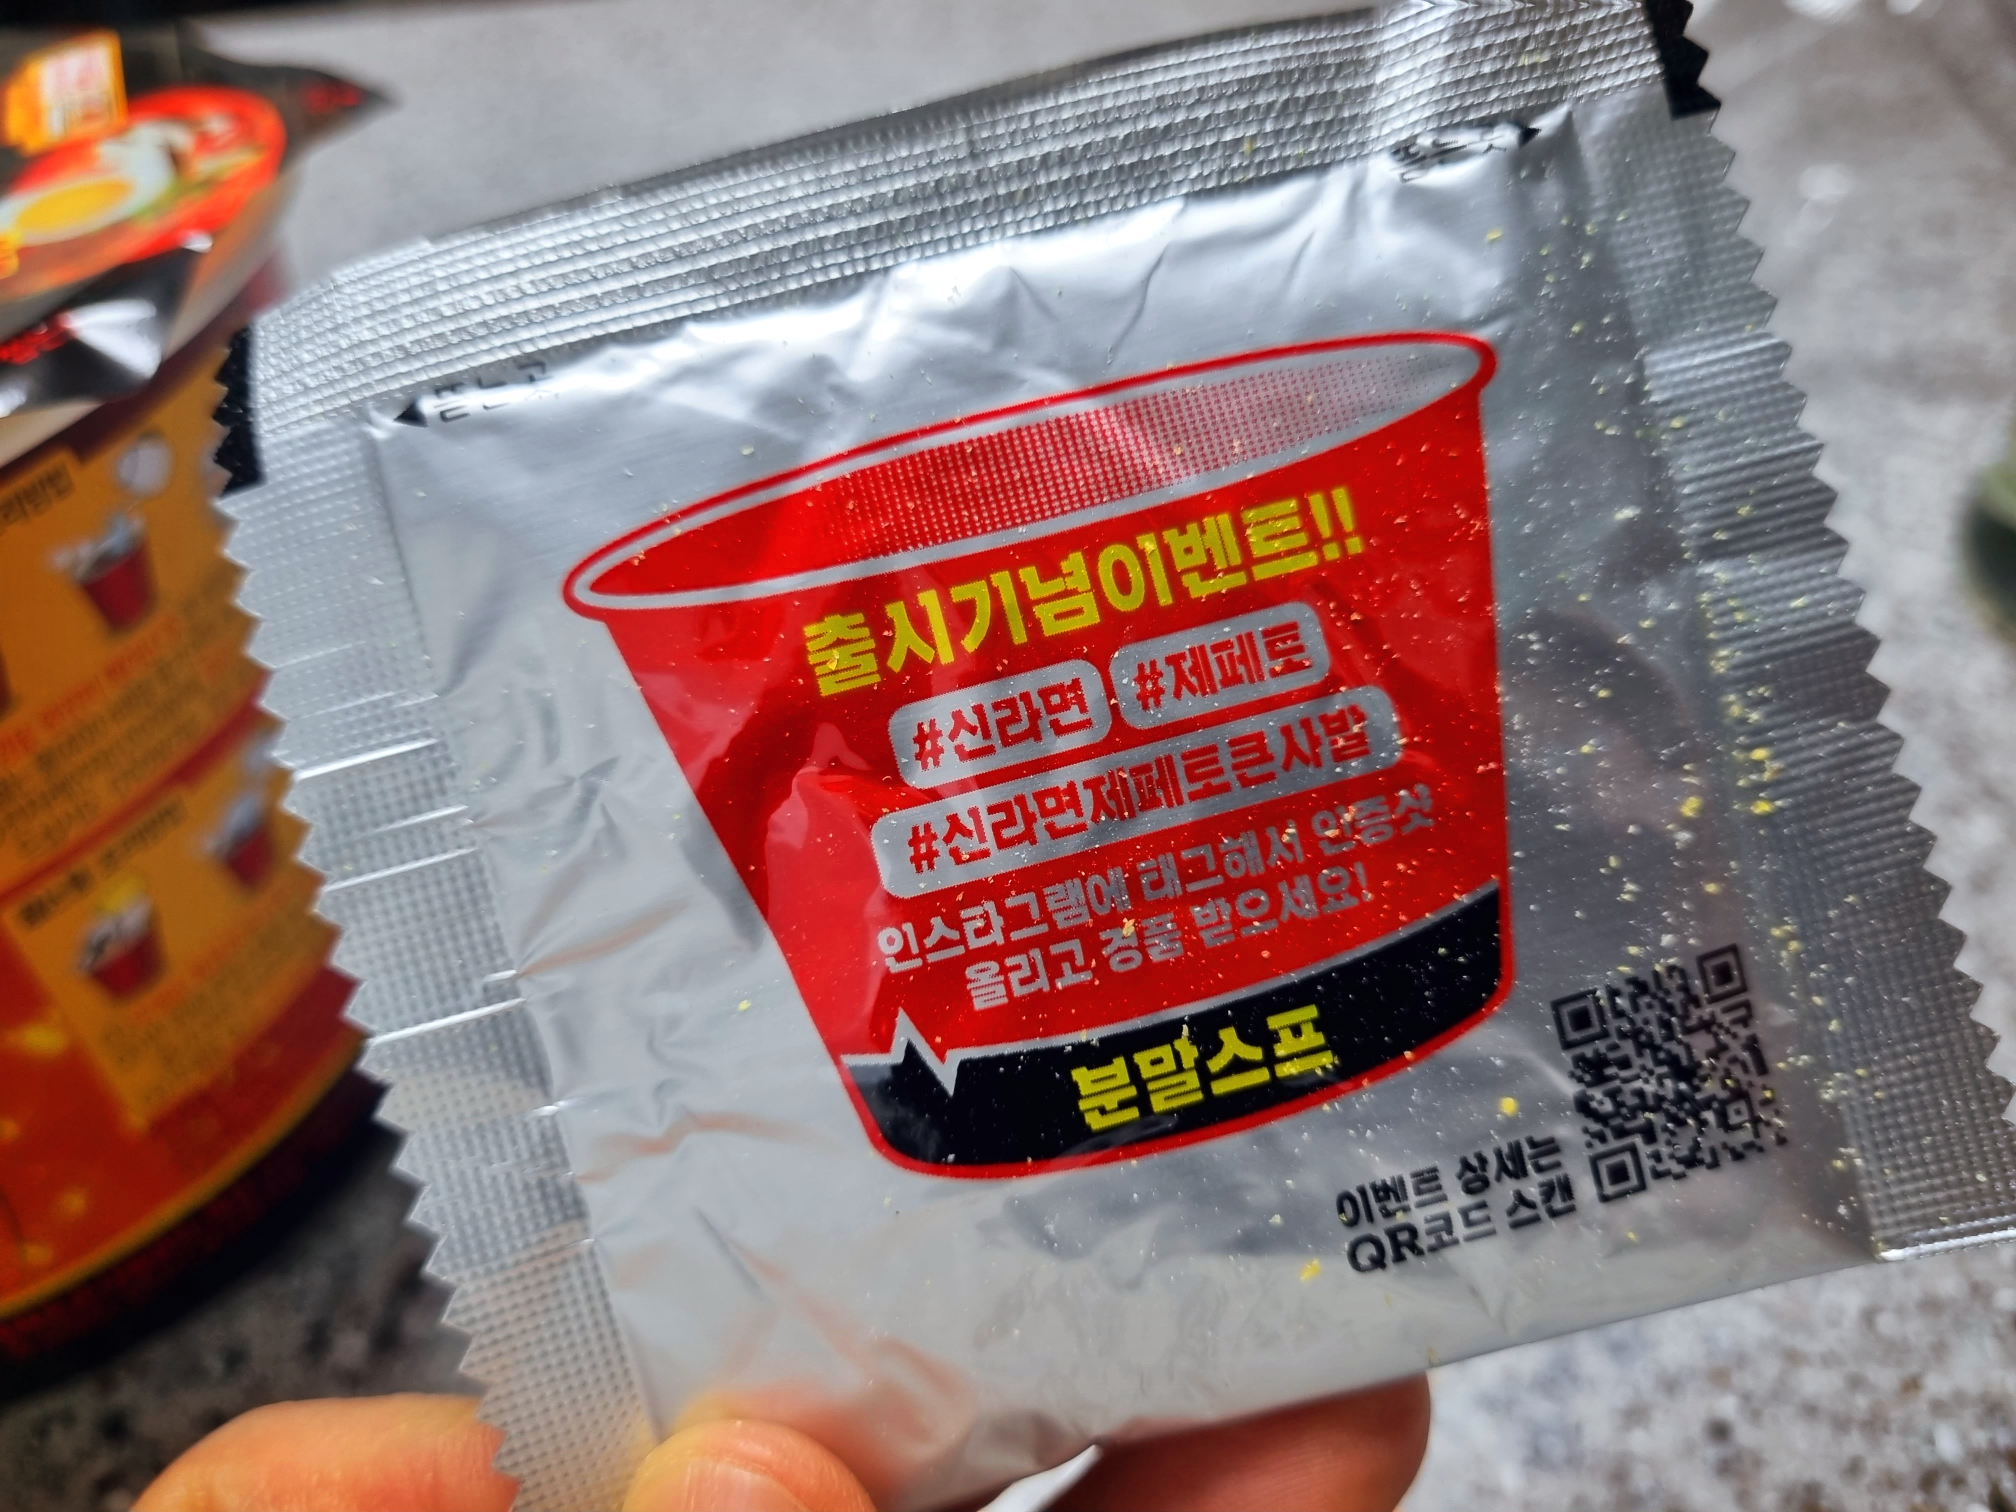 출시기념이벤트!!
#신라면 #제페토
#신라면제페토큰사발
인스타그램에 태그해서 인증샷
올리고 경품 받으세요!
분말스프
이벤트 상세는
QR코드 스캔